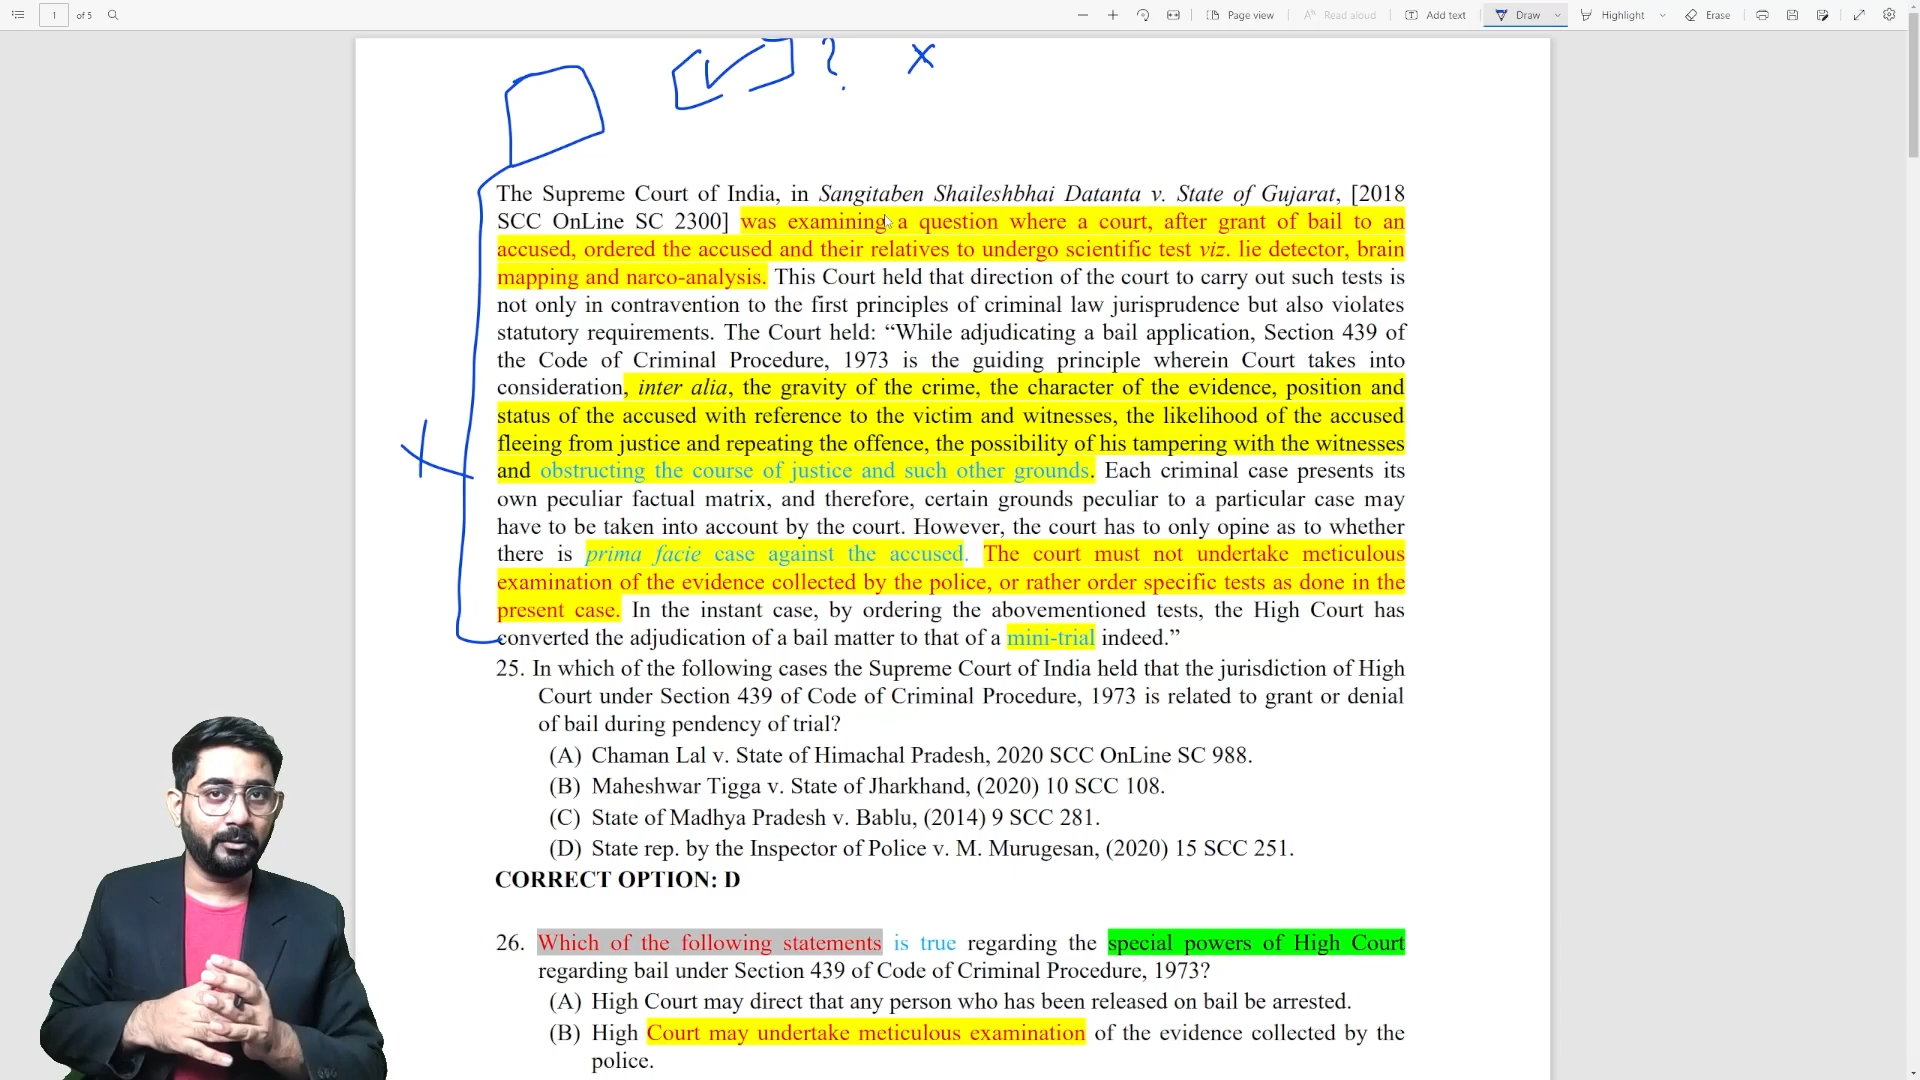 1 of 5 Page view Read aloud Add text Draw Highlight Erase
The Supreme Court of India, in Sangitaben Shaileshbhai Datanta v. State of Gujarat, [2018
SCC OnLine SC 2300] was examining a question where a court, after grant of bail to an
accused, ordered the accused and their relatives to undergo scientific test viz. lie detector, brain
mapping and narco-analysis. This Court held that direction of the court to carry out such tests is
not only in contravention to the first principles of criminal law jurisprudence but also violates
statutory requirements. The Court held: “While adjudicating a bail application, Section 439 of
the Code of Criminal Procedure, 1973 is the guiding principle wherein Court takes into
consideration, inter alia, the gravity of the crime, the character of the evidence, position and
status of the accused with reference to the victim and witnesses, the likelihood of the accused
fleeing from justice and repeating the offence, the possibility of his tampering with the witnesses
and obstructing the course of justice and such other grounds. Each criminal case presents its
own peculiar factual matrix, and therefore, certain grounds peculiar to a particular case may
have to be taken into account by the court. However, the court has to only opine as to whether
there is prima facie case against the accused. The court must not undertake meticulous
examination of the evidence collected by the police, or rather order specific tests as done in the
present case. In the instant case, by ordering the abovementioned tests, the High Court has
converted the adjudication of a bail matter to that of a mini-trial indeed.”
25. In which of the following cases the Supreme Court of India held that the jurisdiction of High
Court under Section 439 of Code of Criminal Procedure, 1973 is related to grant or denial
of bail during pendency of trial?
(A) Chaman Lal v. State of Himachal Pradesh, 2020 SCC OnLine SC 988.
(B) Maheshwar Tigga v. State of Jharkhand, (2020) 10 SCC 108.
(C) State of Madhya Pradesh v. Bablu, (2014) 9 SCC 281.
(D) State rep. by the Inspector of Police v. M. Murugesan, (2020) 15 SCC 251.
CORRECT OPTION: D
26. Which of the following statements is true regarding the special powers of High Court
regarding bail under Section 439 of Code of Criminal Procedure, 1973?
(A) High Court may direct that any person who has been released on bail be arrested.
(B) High Court may undertake meticulous examination of the evidence collected by the
police.